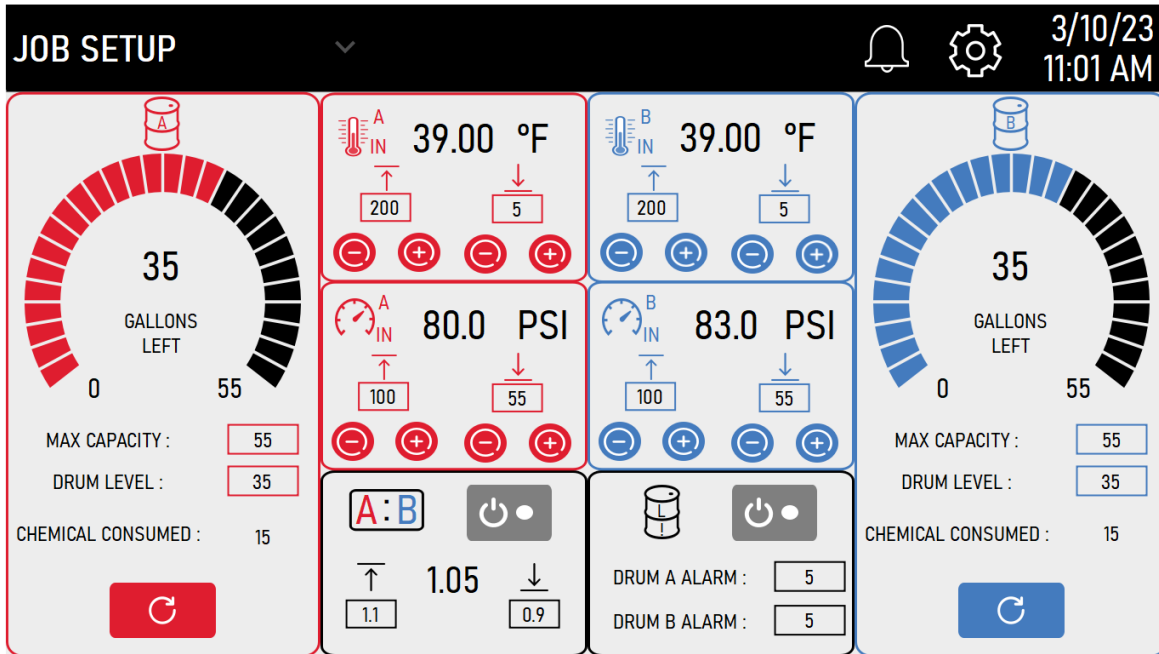 JOB SETUP
3/10/23
11:01 AM
A
35
GALLONS
LEFT
0 55
MAX CAPACITY : 55
DRUM LEVEL : 35
CHEMICAL CONSUMED : 15
A
IN 39.00 °F
200 5
A
IN 80.0 PSI
100 55
A:B
1.05
1.1 0.9
B
IN 39.00 °F
200 5
B
IN 83.0 PSI
100 55
L
!
DRUM A ALARM : 5
DRUM B ALARM : 5
B
35
GALLONS
LEFT
0 55
MAX CAPACITY : 55
DRUM LEVEL : 35
CHEMICAL CONSUMED : 15